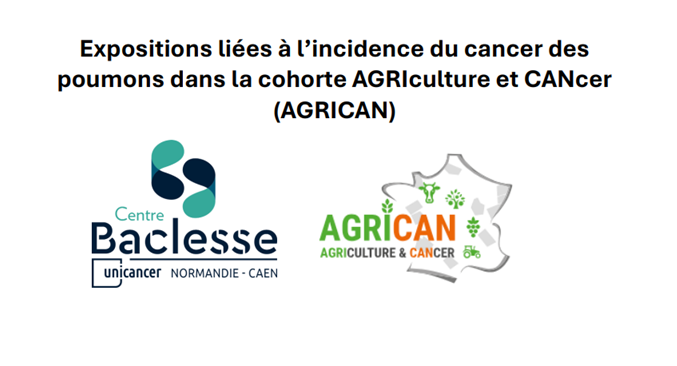 Expositions liées à l’incidence du cancer des
poumons dans la cohorte AGRIculture et CANcer
(AGRICAN)
Centre
Baclesse
unicancer NORMANDIE - CAEN
AGRICAN
AGRICULTURE & CANCER